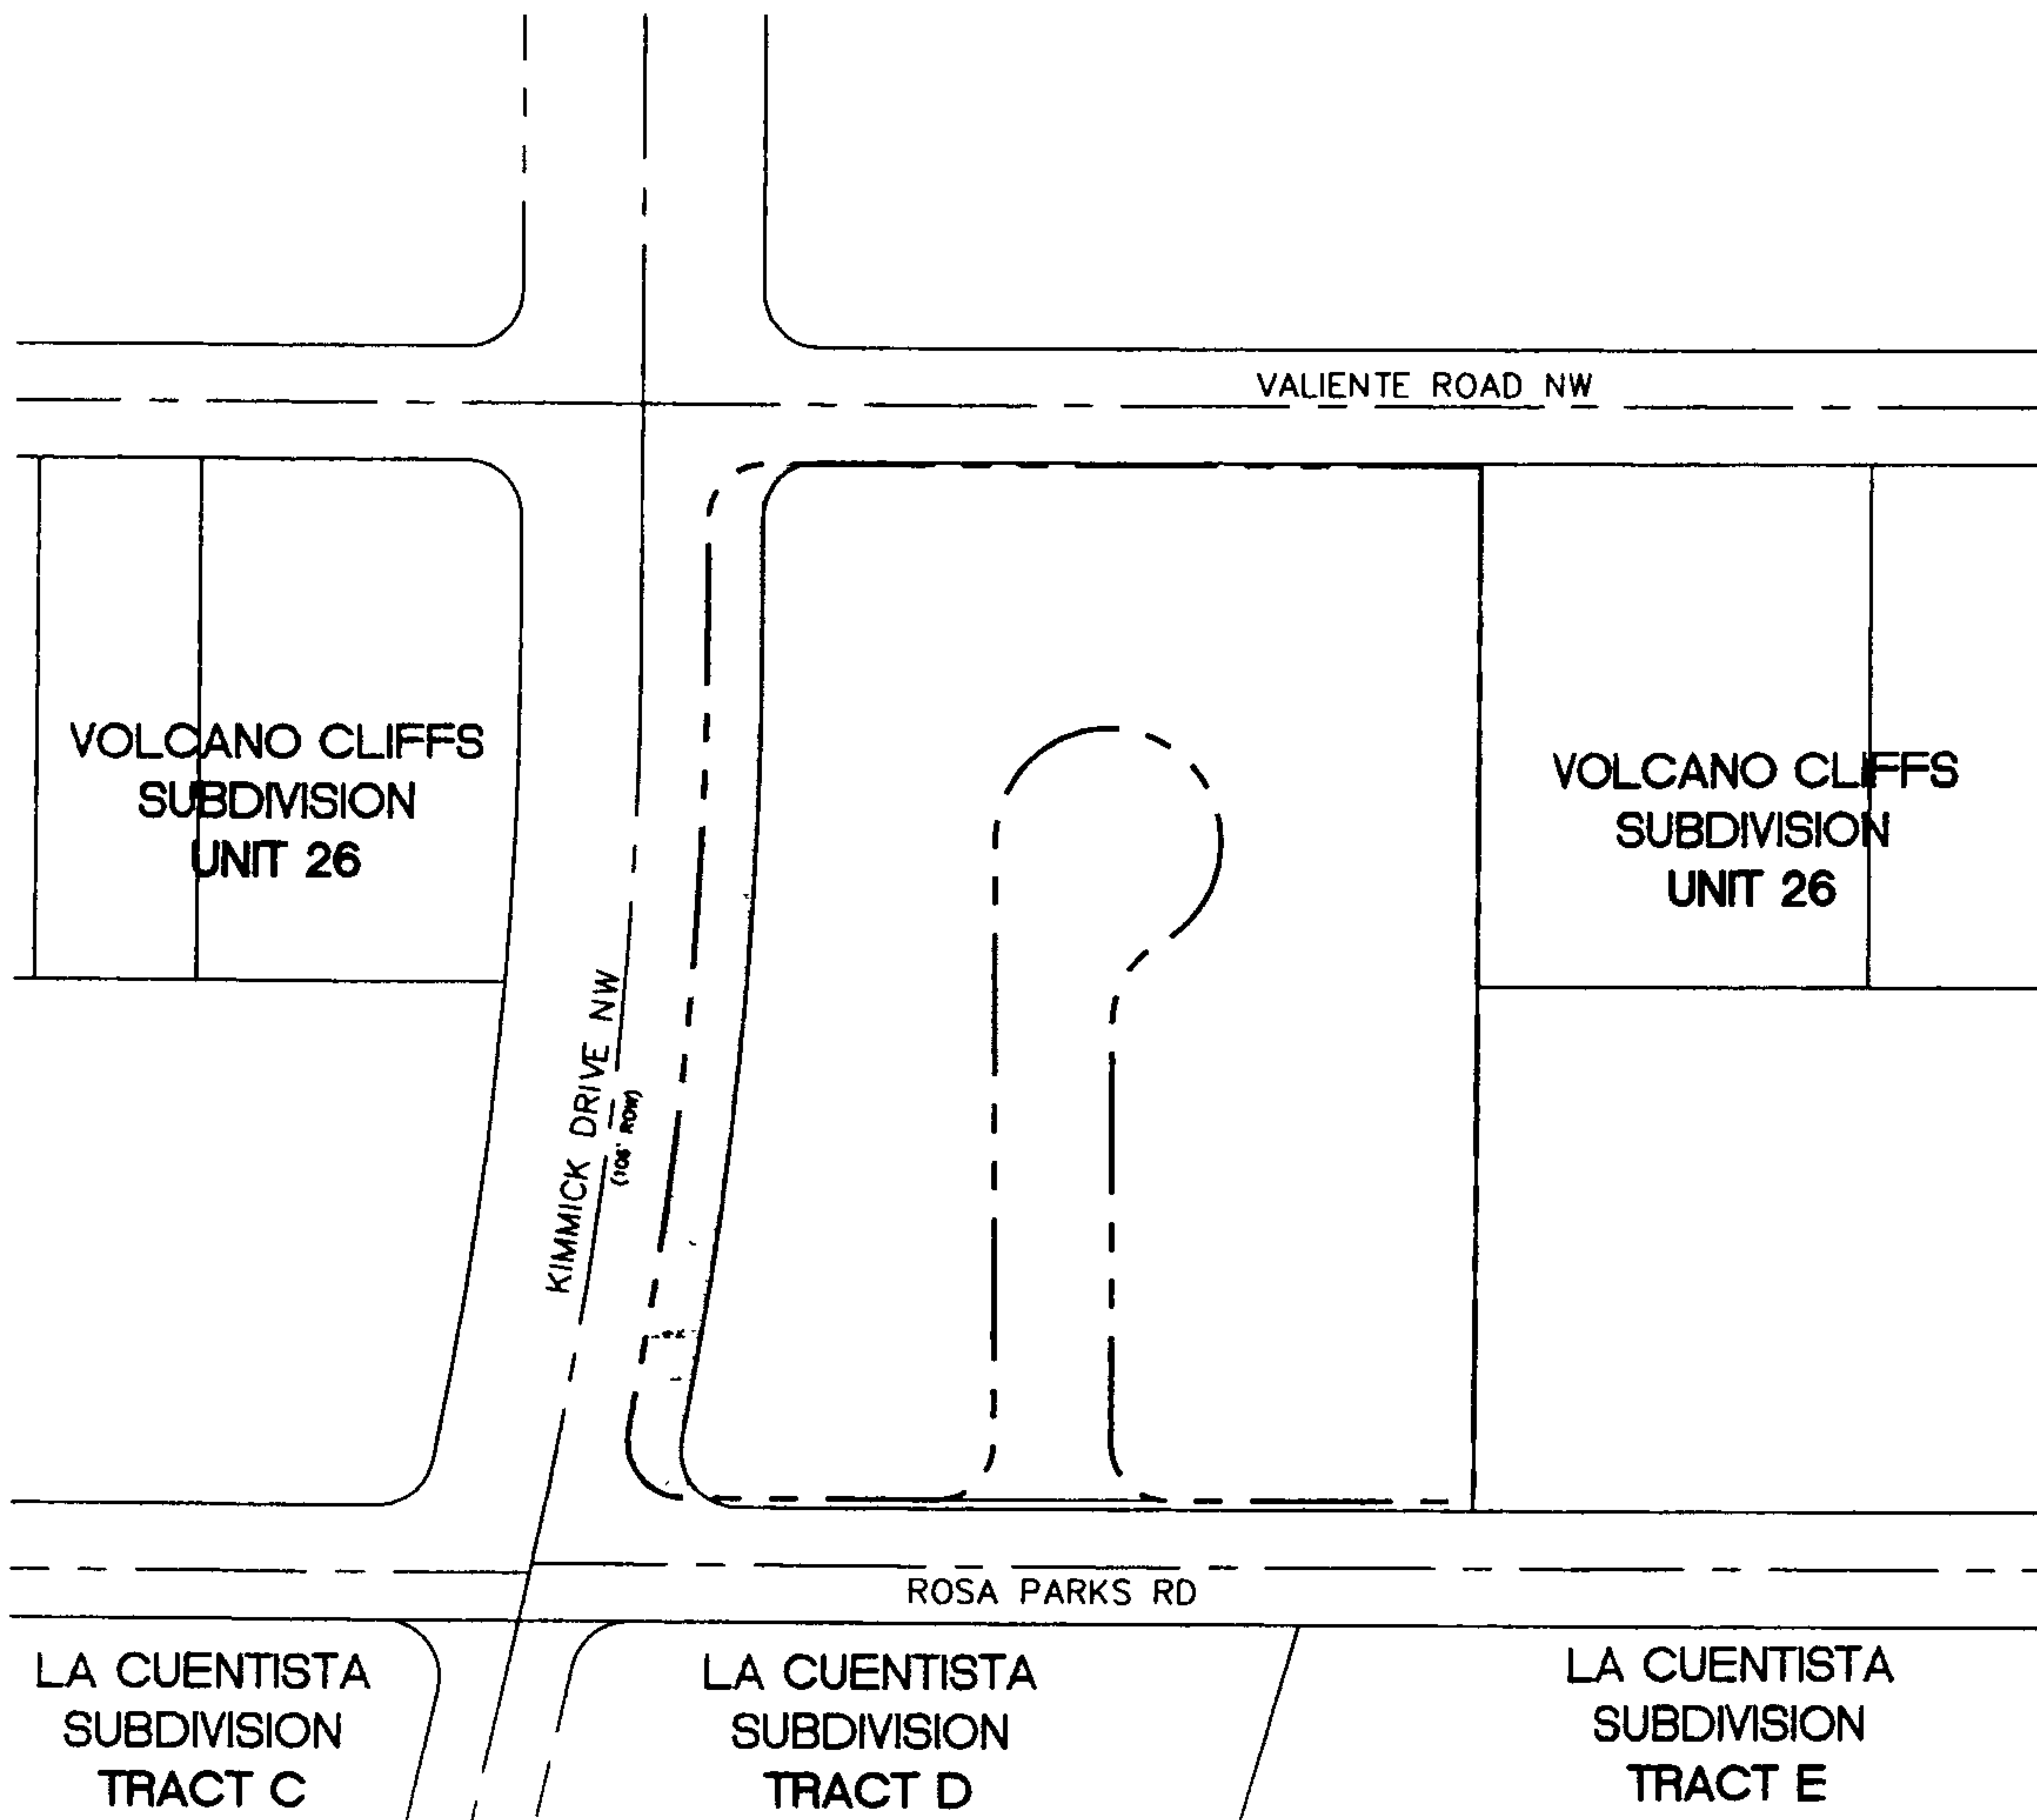 VALIENTE ROAD NW
VOLCANO CLIFFS
SUBDIVISION
UNIT 26
VOLCANO CLIFFS
SUBDIVISION
UNIT 26
KIMMICK DRIVE NW
(106' ROW)
ROSA PARKS RD
LA CUENTISTA
SUBDIVISION
TRACT C
LA CUENTISTA
SUBDIVISION
TRACT D
LA CUENTISTA
SUBDIVISION
TRACT E